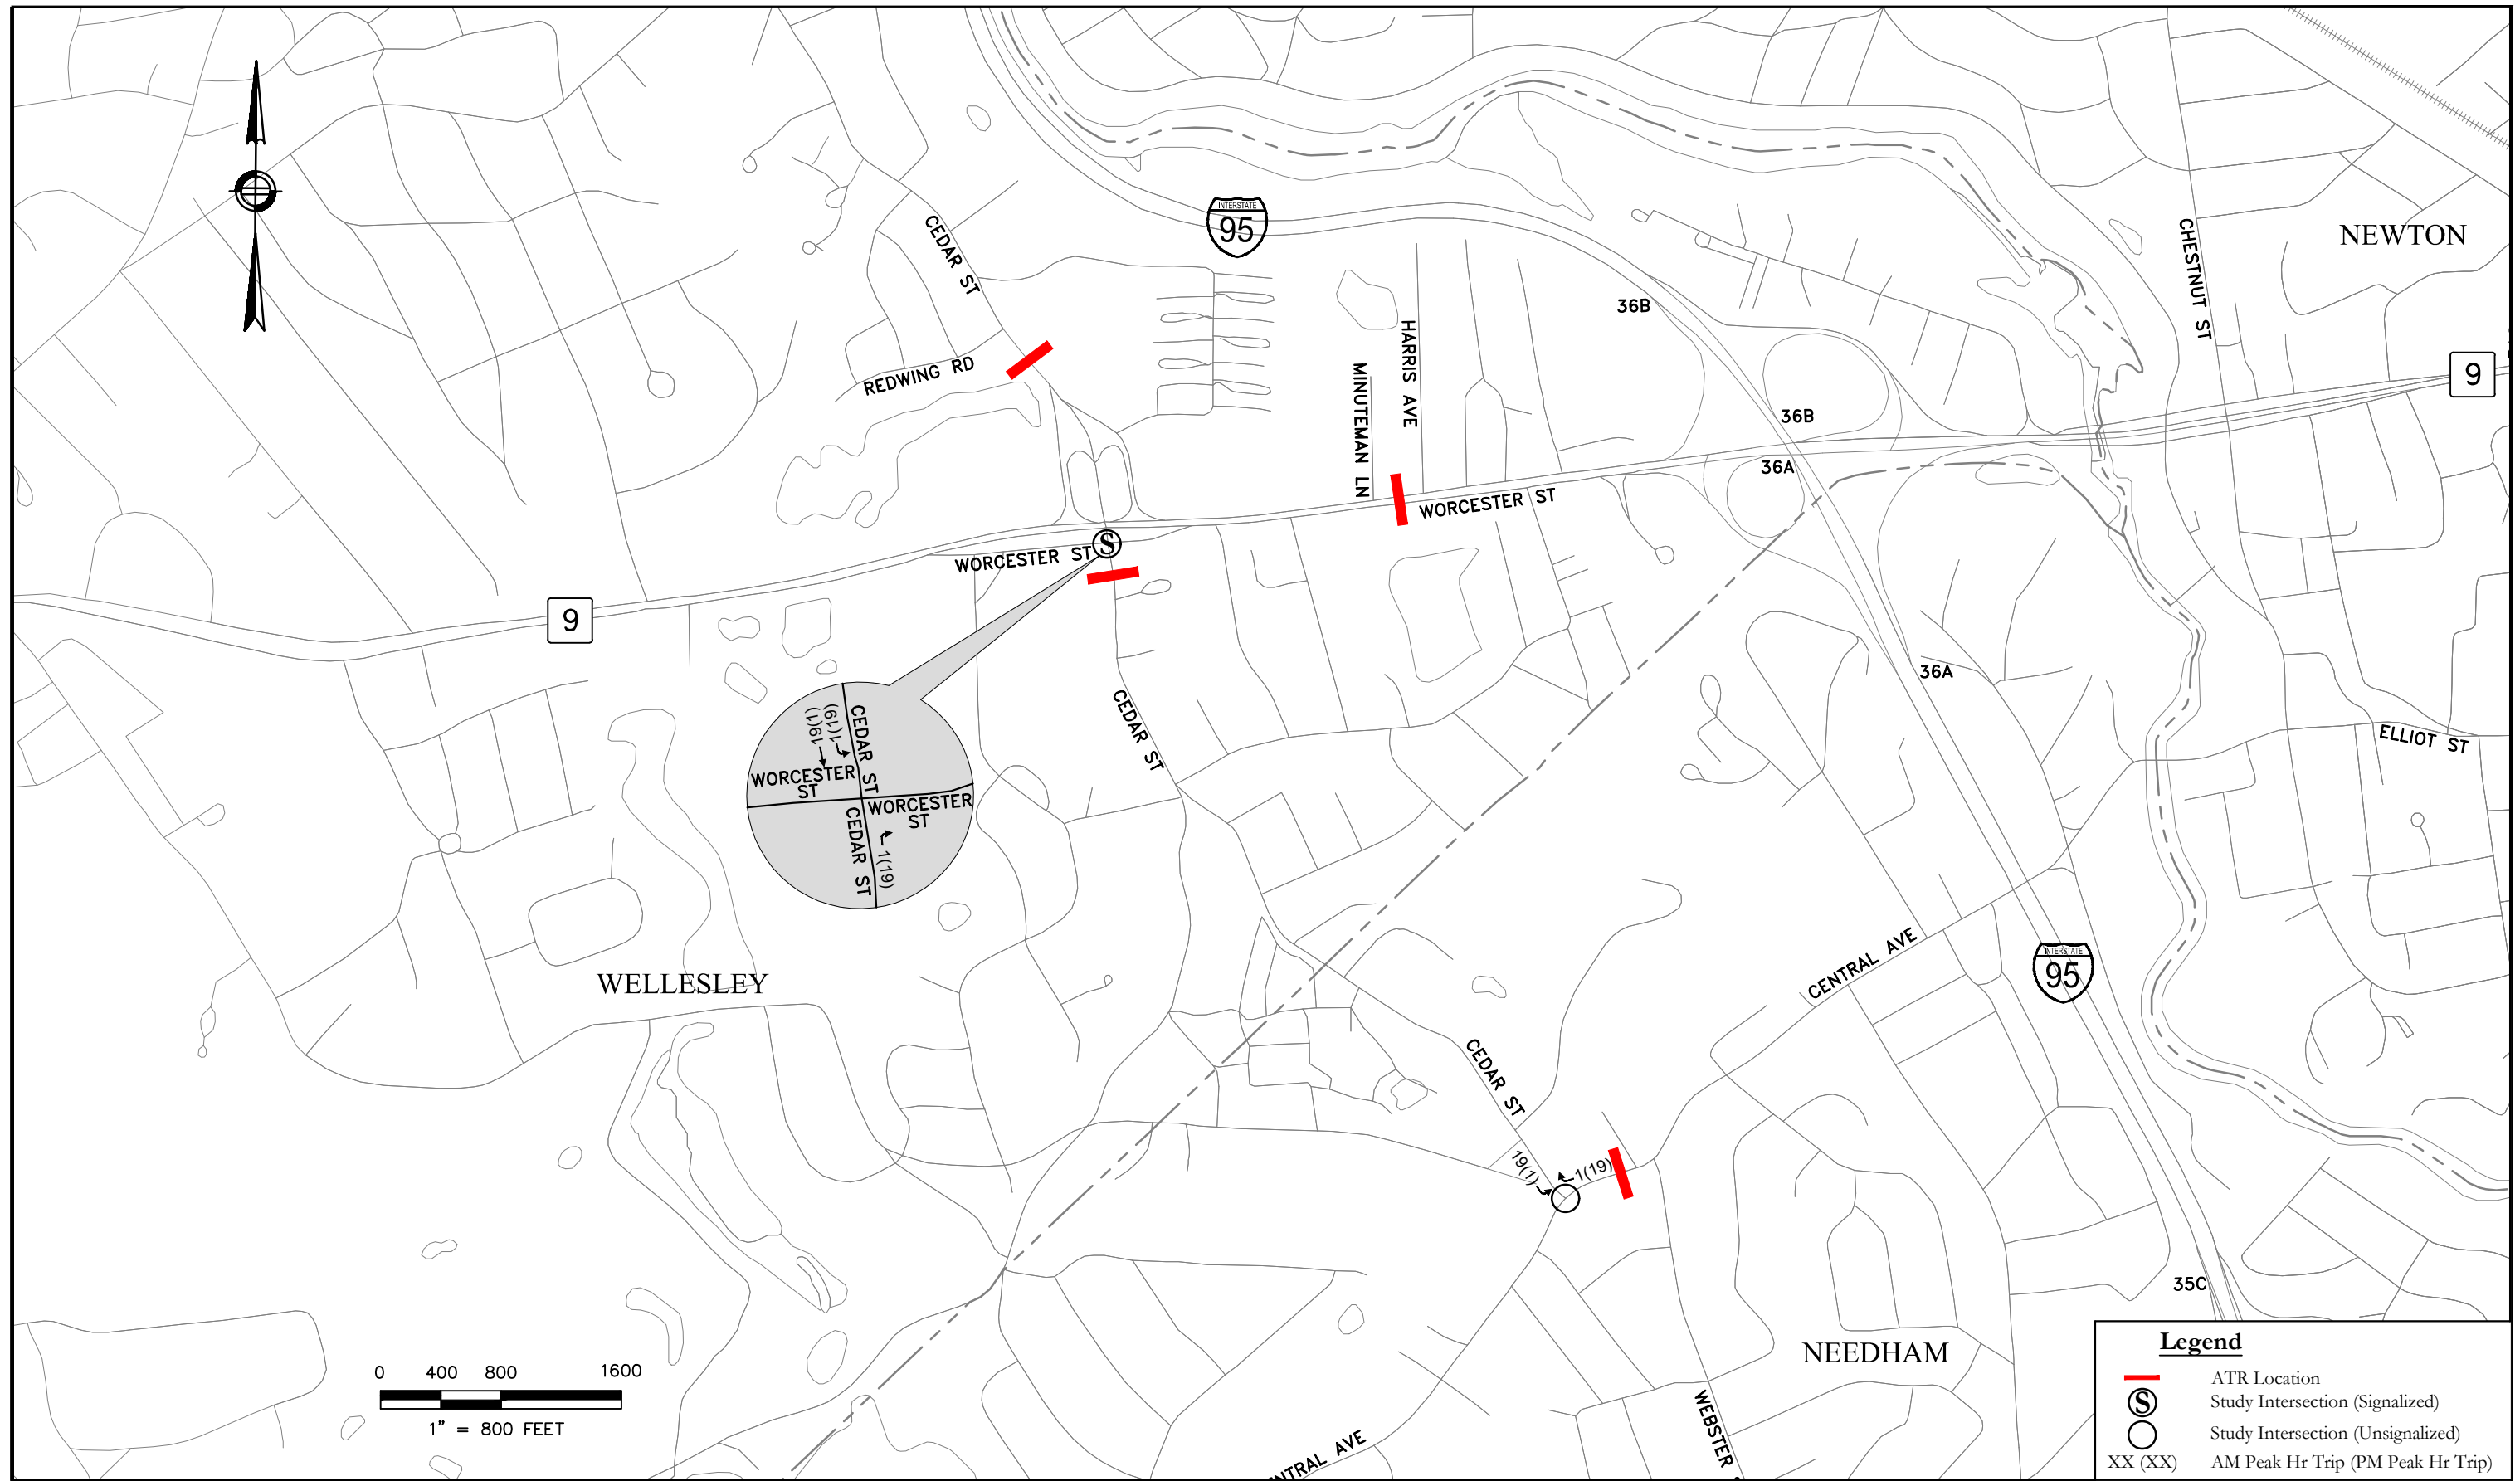 CEDAR ST
INTERSTATE
95
CHESTNUT ST
NEWTON
36B
HARRIS AVE
MINUTEMAN LN
REDWING RD
9
36B
36A
WORCESTER ST
WORCESTER ST
S
9
36A
CEDAR ST
ELLIOT ST
1(19)
19(1)
CEDAR ST
WORCESTER
ST
WORCESTER
ST
CEDAR ST
1(19)
WELLESLEY
CENTRAL AVE
INTERSTATE
95
CEDAR ST
19(1)
1(19)
35C
NEEDHAM
WEBSTER
NTRAL AVE
0 400 800 1600
1” = 800 FEET
Legend
ATR Location
S Study Intersection (Signalized)
Study Intersection (Unsignalized)
XX (XX) AM Peak Hr Trip (PM Peak Hr Trip)